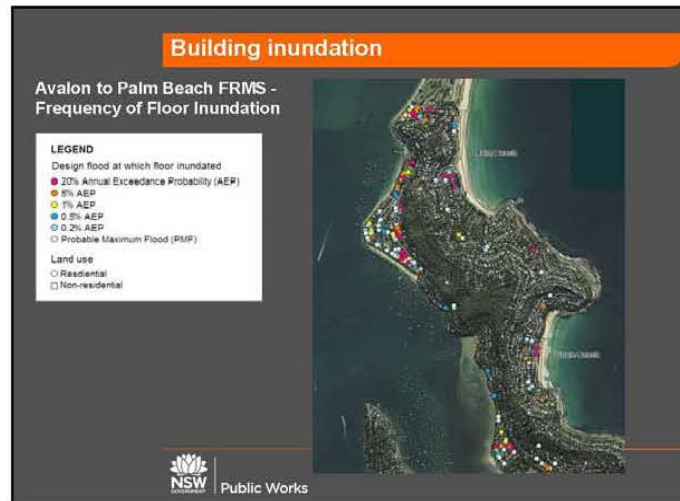 Building inundation
Avalon to Palm Beach FRMS -
Frequency of Floor Inundation
LEGEND
Design flood at which floor inundated
20% Annual Exceedance Probability (AEP)
5% AEP
1% AEP
0.5% AEP
0.2% AEP
Probable Maximum Flood (PMF)
Land use
Residential
Non-residential
NSW
GOVERNMENT
Public Works